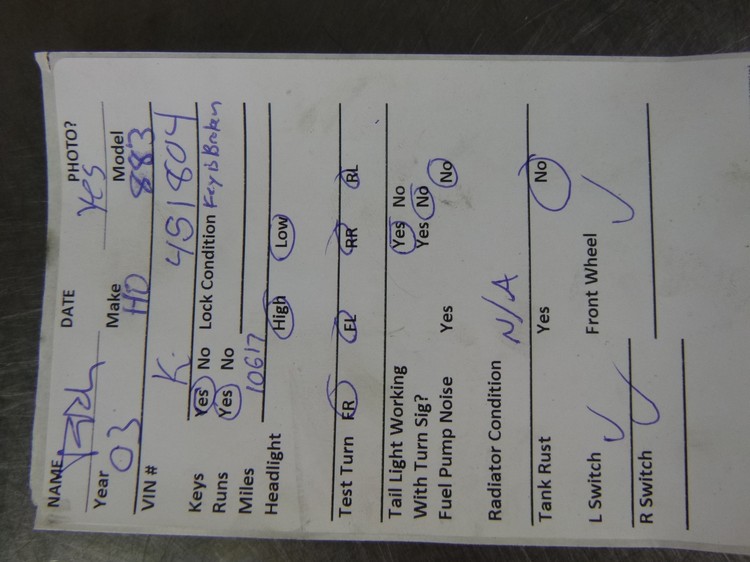 NAME Rich DATE PHOTO? yes
Year 03 Make HD Model 883
VIN # K 451804
Keys Yes No Lock Condition Key is Broken
Runs Yes No
Miles 10617
Headlight High Low
Test Turn FR FL RR RL
Tail Light Working Yes No
With Turn Sig? Yes No
Fuel Pump Noise Yes No
Radiator Condition N/A
Tank Rust Yes No
L Switch ✓ Front Wheel ✓
R Switch ✓